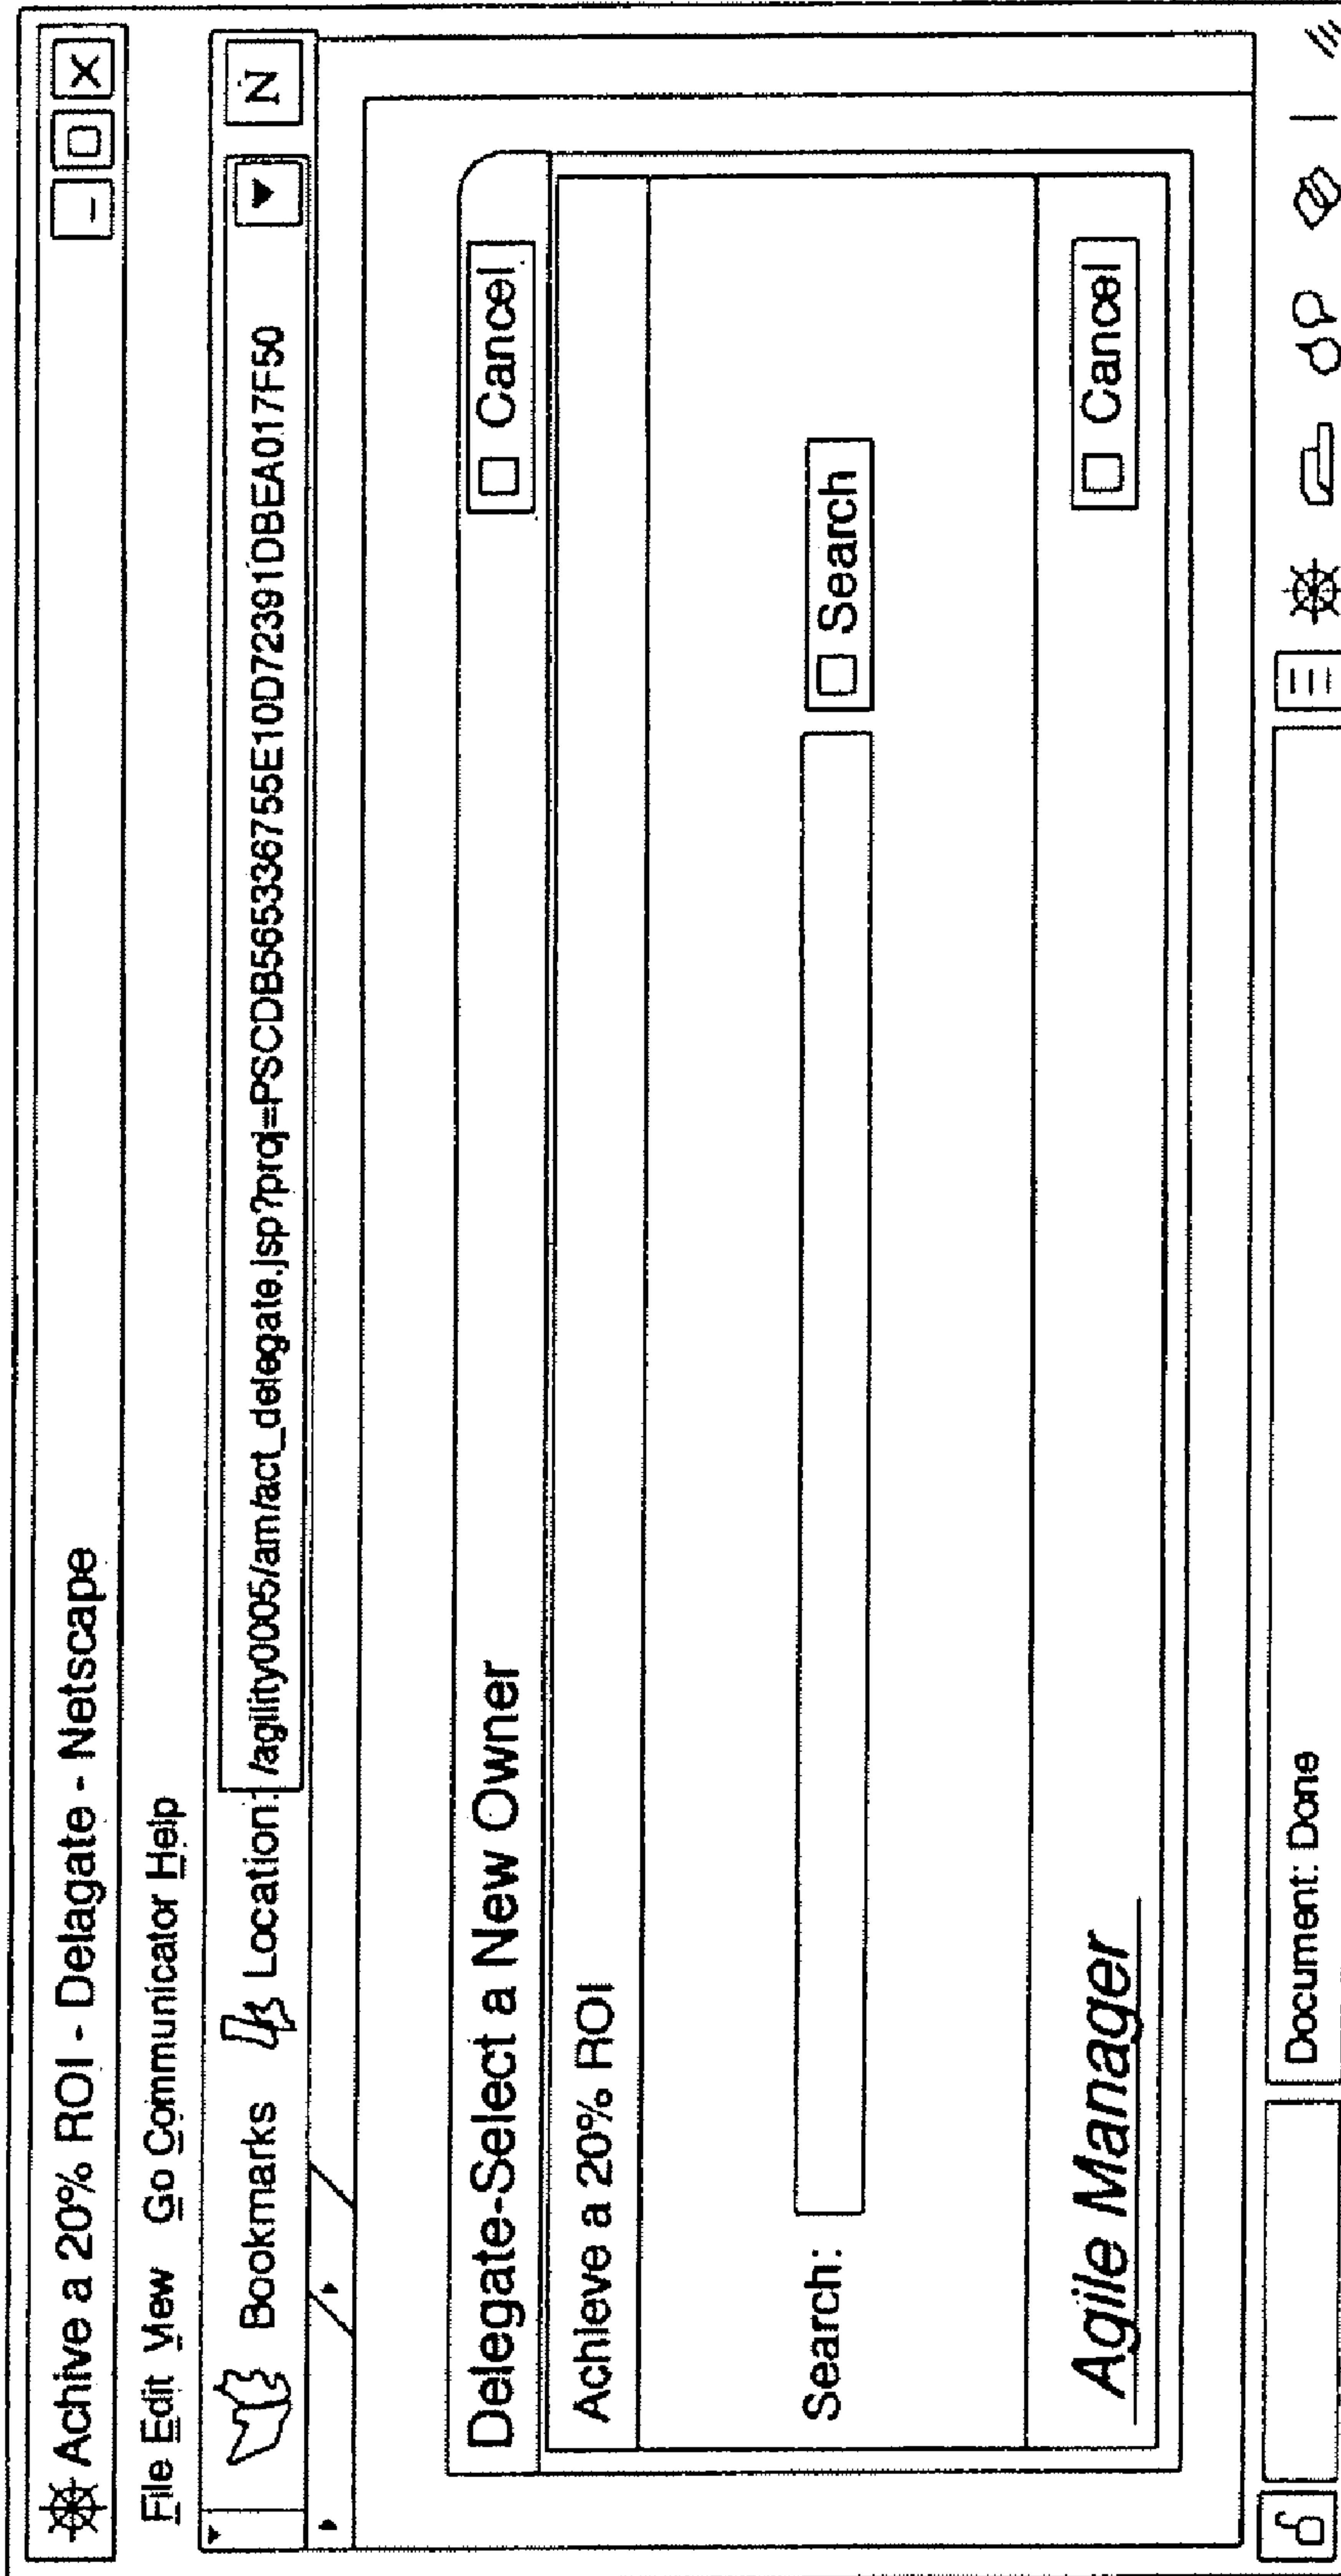 Achive a 20% ROI - Delagate - Netscape
File Edit View Go Communicator Help
Bookmarks Location: /agility0005/am/act_delegate.jsp?proj=PSCDB565336755E10D72391DBEA017F50 N
Delegate-Select a New Owner Cancel
Achieve a 20% ROI
Search: Search
Agile Manager Cancel
Document: Done